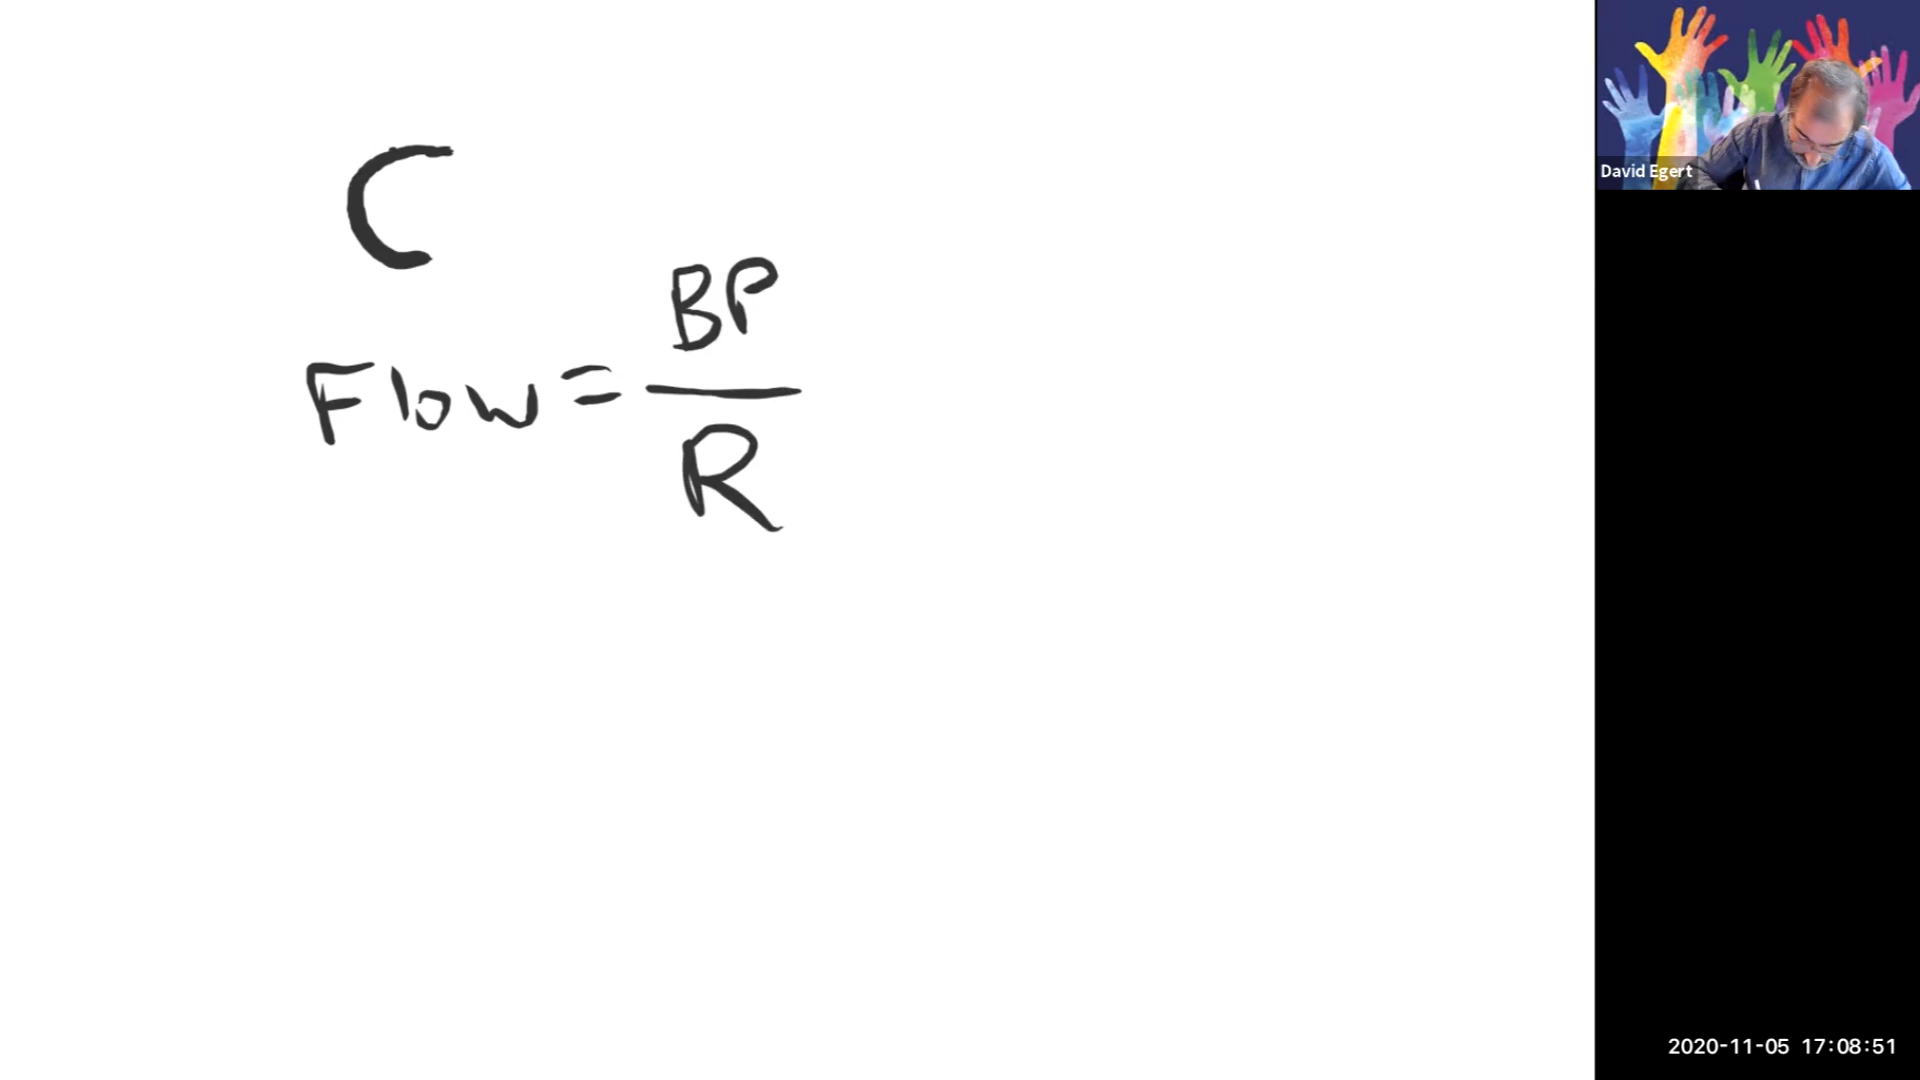 C
Flow = BP / R
David Egert
2020-11-05 17:08:51